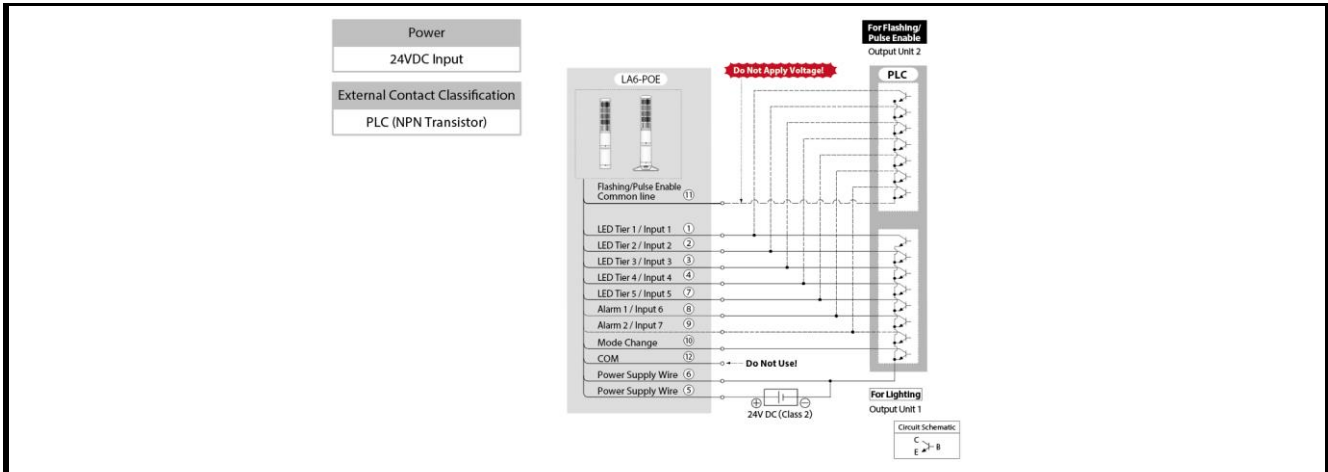 Power
24VDC Input
External Contact Classification
PLC (NPN Transistor)
For Flashing/
Pulse Enable
Output Unit 2
LA6-POE
Do Not Apply Voltage!
PLC
Flashing/Pulse Enable
Common line ⑪
LED Tier 1 / Input 1 ①
LED Tier 2 / Input 2 ②
LED Tier 3 / Input 3 ③
LED Tier 4 / Input 4 ④
LED Tier 5 / Input 5 ⑦
Alarm 1 / Input 6 ⑧
Alarm 2 / Input 7 ⑨
Mode Change ⑩
COM ⑫
Do Not Use!
Power Supply Wire ⑥
Power Supply Wire ⑤
24V DC (Class 2)
For Lighting
Output Unit 1
Circuit Schematic
C
B
E